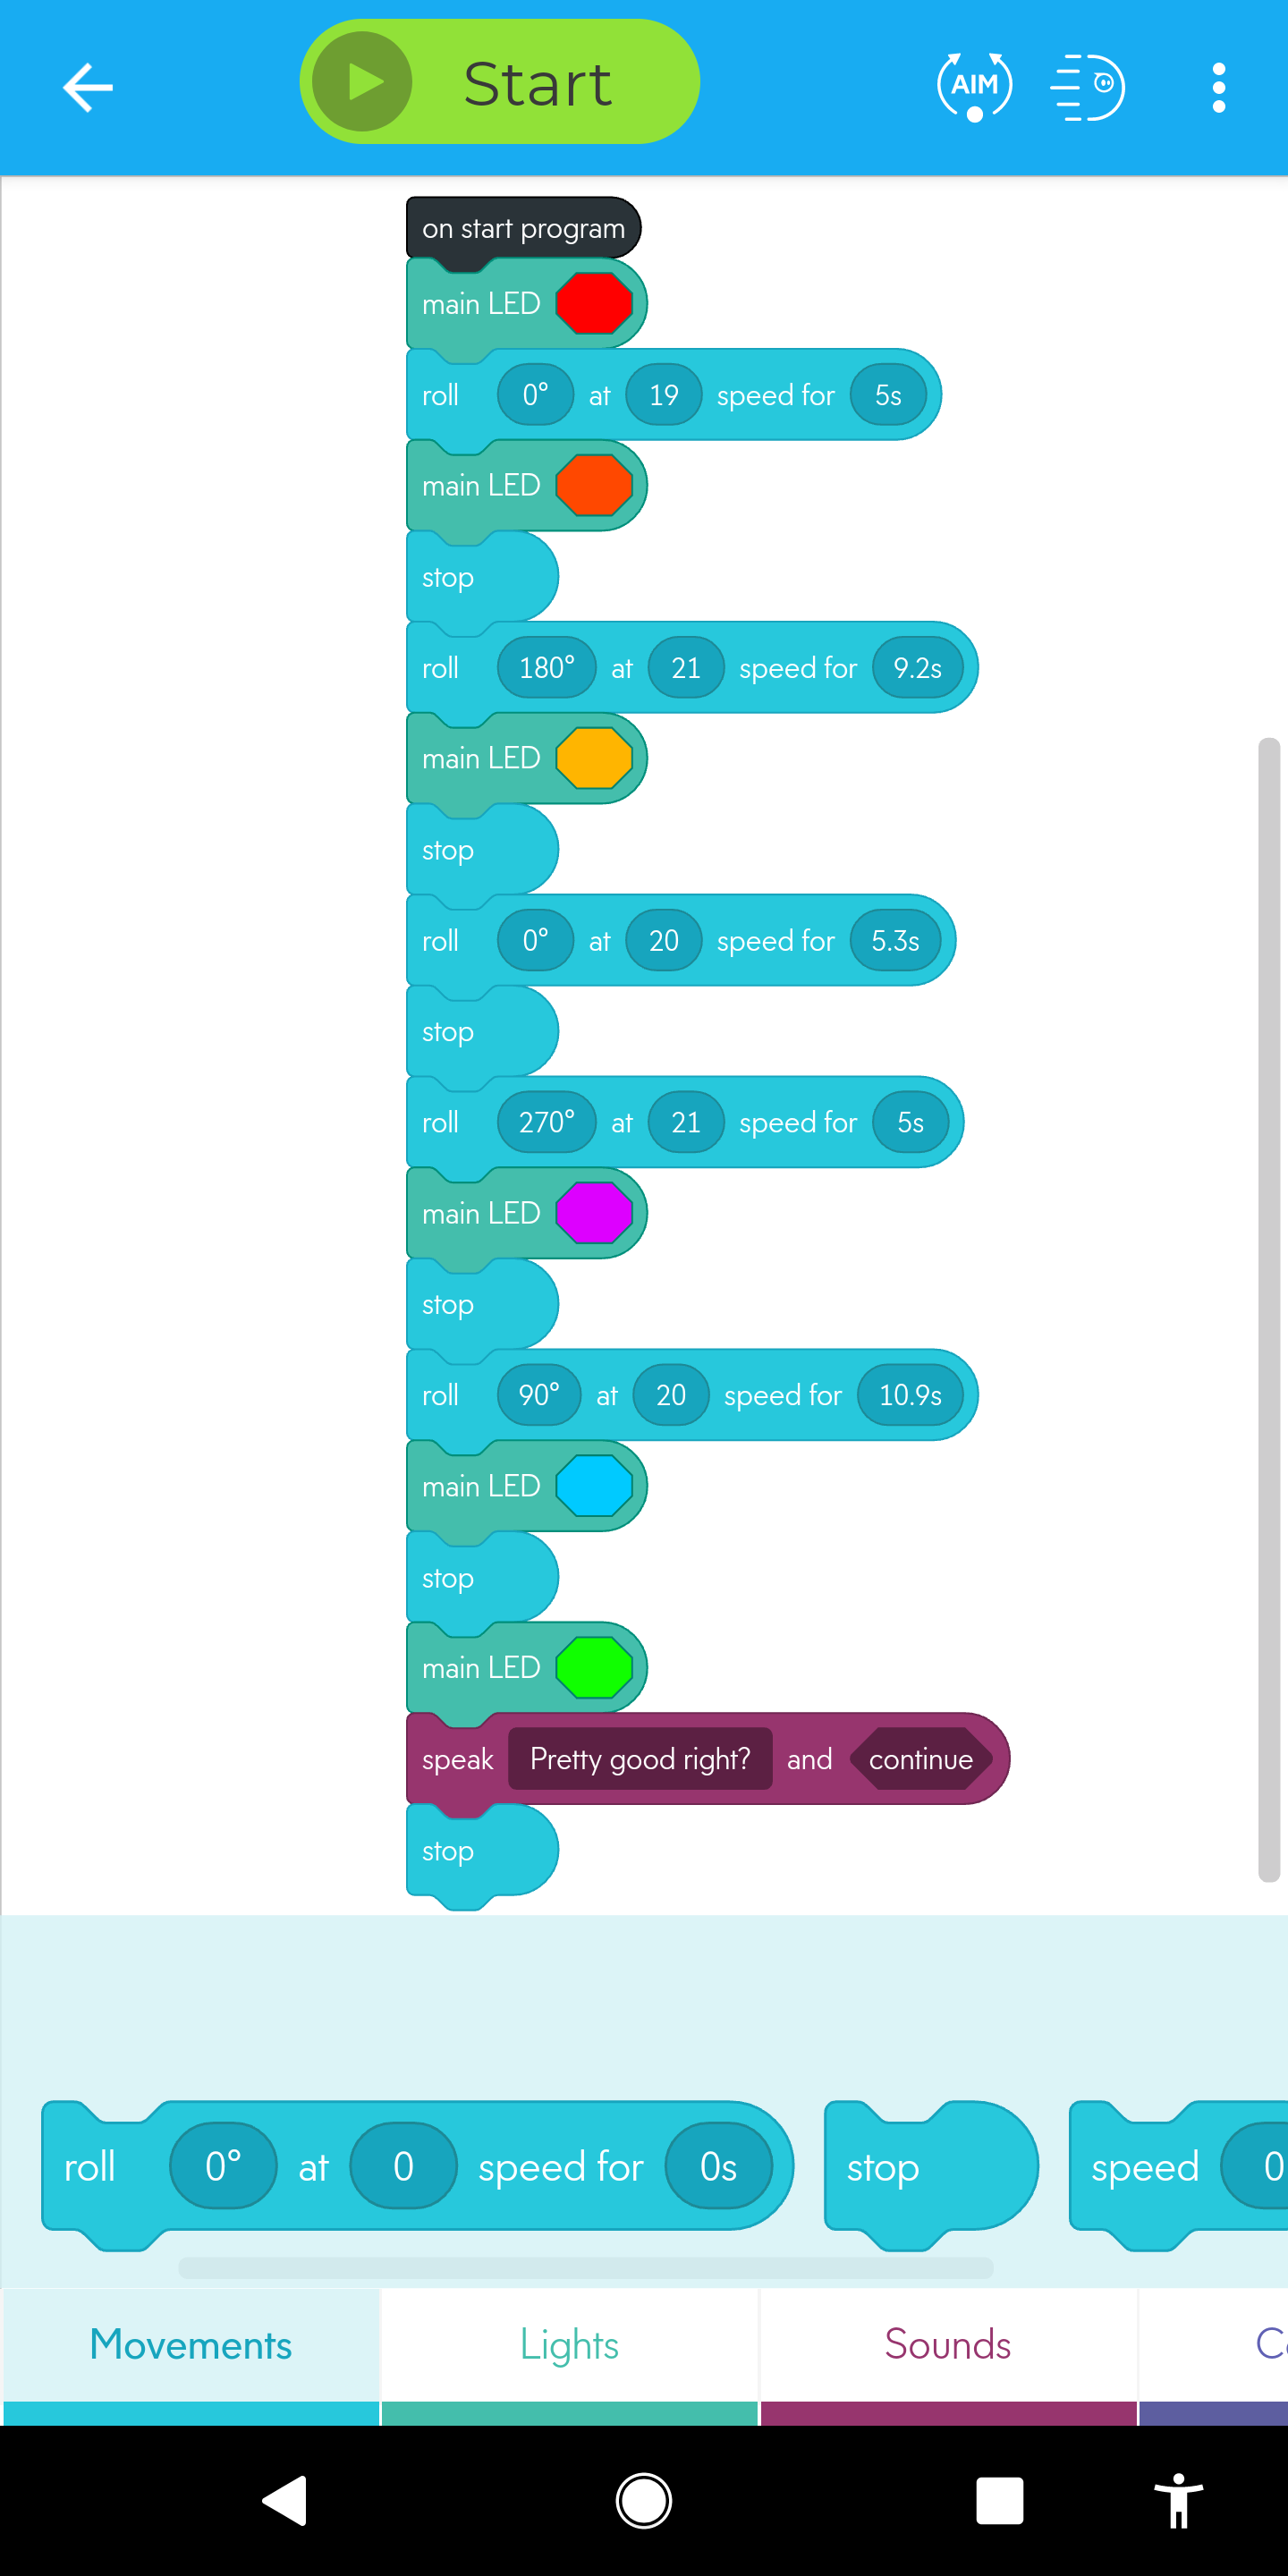 Start
AIM
on start program
main LED
roll 0° at 19 speed for 5s
main LED
stop
roll 180° at 21 speed for 9.2s
main LED
stop
roll 0° at 20 speed for 5.3s
stop
roll 270° at 21 speed for 5s
main LED
stop
roll 90° at 20 speed for 10.9s
main LED
stop
main LED
speak Pretty good right? and continue
stop
roll 0° at 0 speed for 0s stop speed 0
Movements Lights Sounds